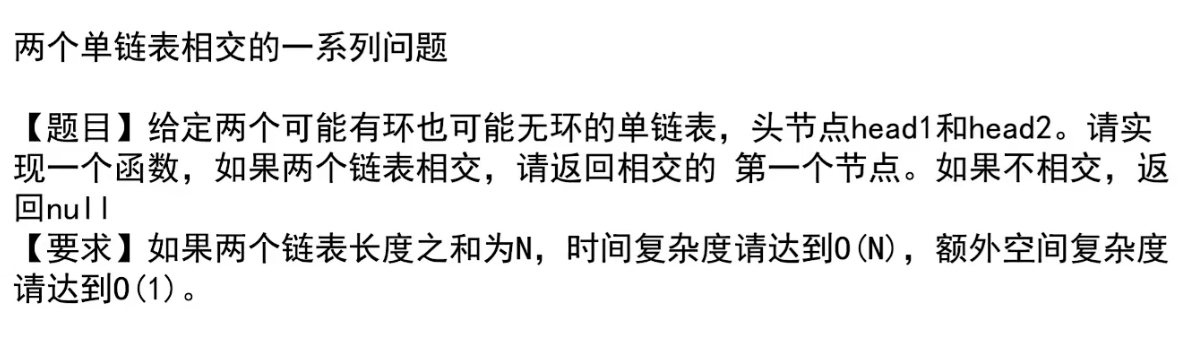 两个单链表相交的一系列问题
【题目】给定两个可能有环也可能无环的单链表，头节点head1和head2。请实
现一个函数，如果两个链表相交，请返回相交的 第一个节点。如果不相交，返
回null
【要求】如果两个链表长度之和为N，时间复杂度请达到O(N)，额外空间复杂度
请达到O(1)。